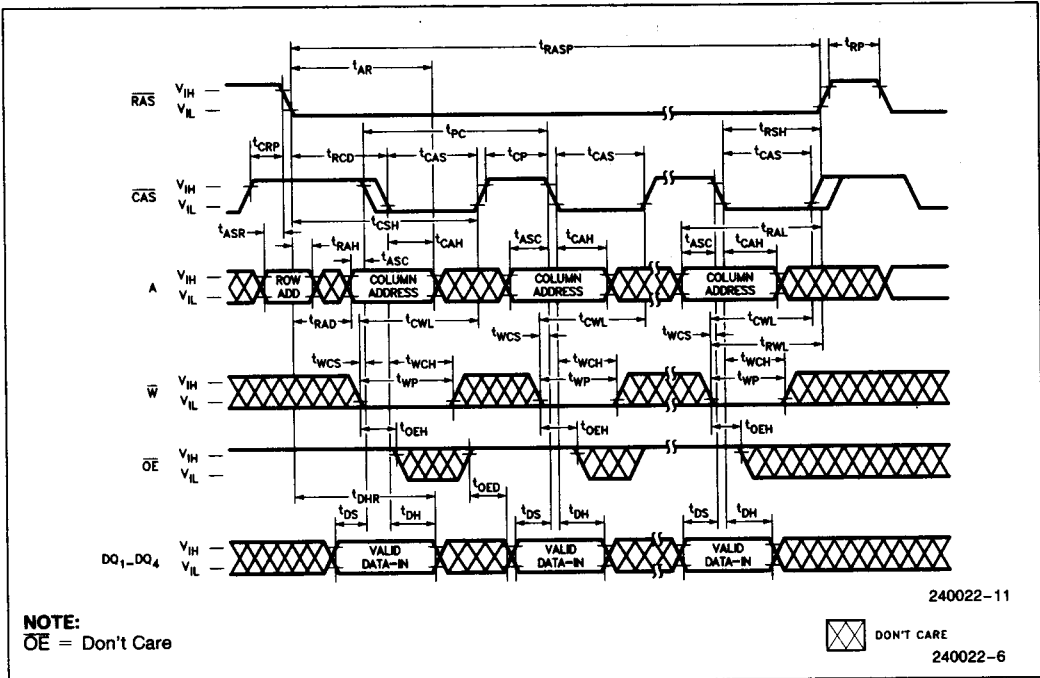 tRASP
tRP
tAR
RAS VIH
VIL
tPC
tRSH
tCRP tRCD tCAS tCP tCAS tCAS
CAS VIH
VIL
tCSH
tRAL
tASR tRAH tCAH tASC tCAH tASC tCAH
tASC
A VIH
VIL
ROW ADD
COLUMN ADDRESS
COLUMN ADDRESS
COLUMN ADDRESS
tRAD tCWL tCWL tCWL
tWCS tWCS tRWL
tWCS tWCH tWCH tWCH
tWP tWP tWP
W VIH
VIL
tOEH tOEH tOEH
OE VIH
VIL
tOED
tDHR
tDS tDH tDS tDH tDS tDH
DQ1–DQ4 VIH
VIL
VALID DATA–IN
VALID DATA–IN
VALID DATA–IN
240022–11
NOTE:
OE = Don't Care
DON'T CARE
240022–6